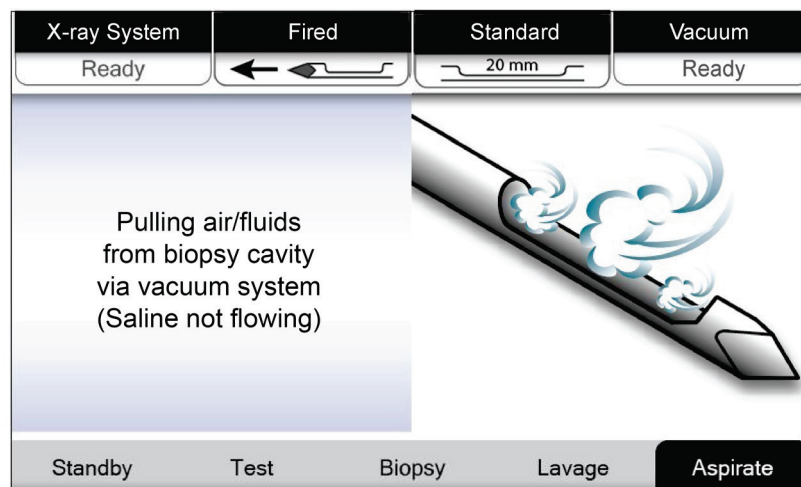 X-ray System
Fired
Standard
Vacuum
Ready
20 mm
Ready
Pulling air/fluids
from biopsy cavity
via vacuum system
(Saline not flowing)
Standby
Test
Biopsy
Lavage
Aspirate